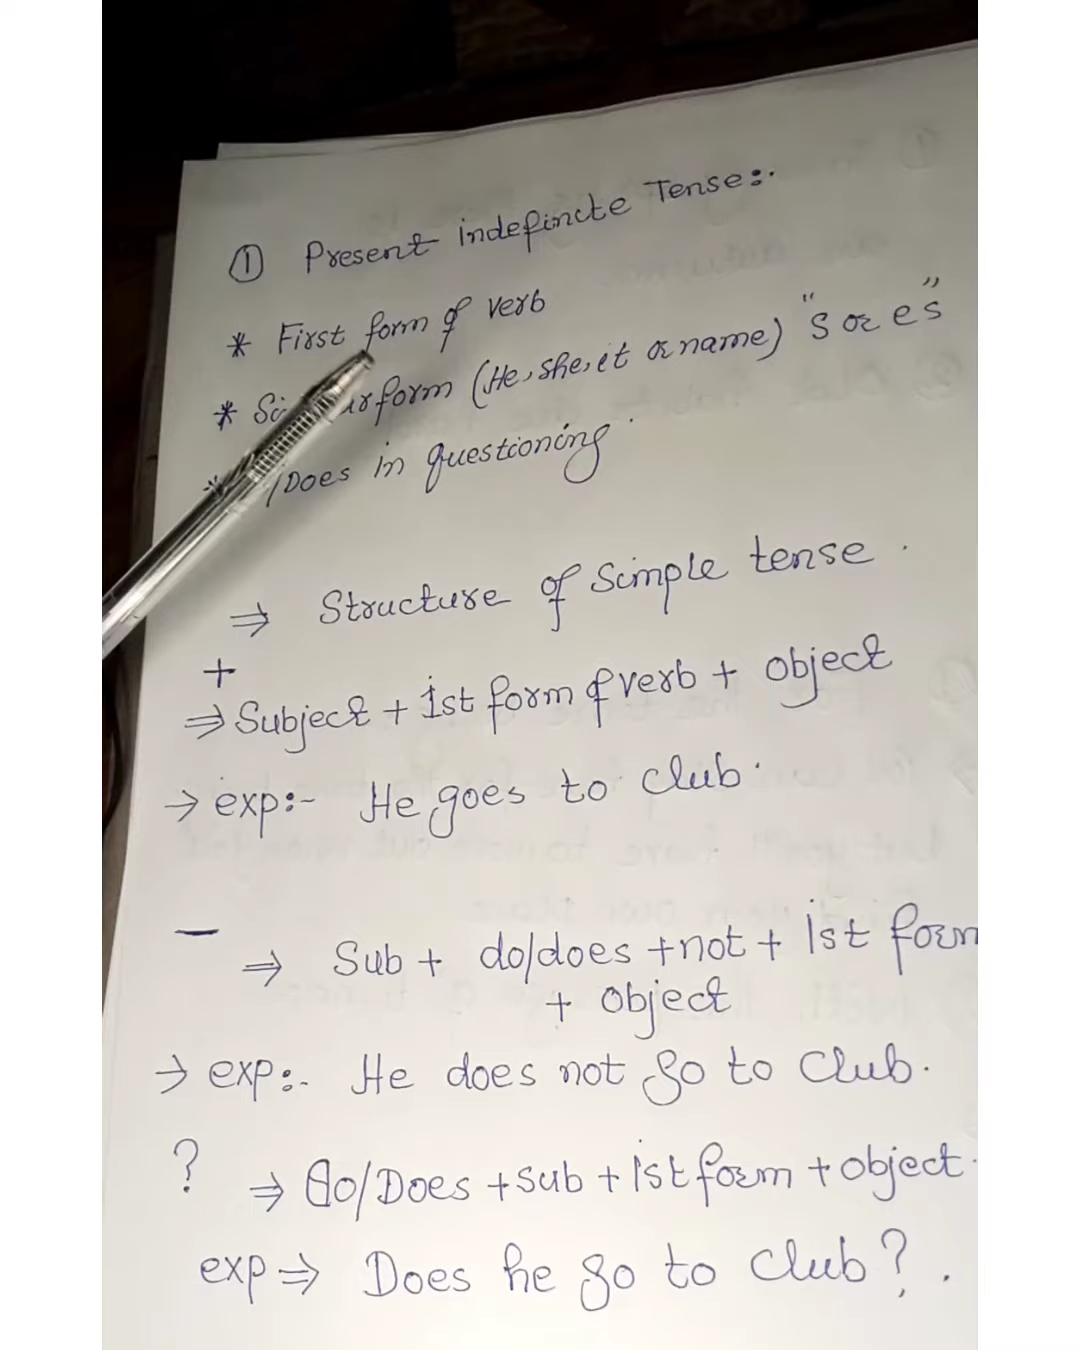 ① Present indefinite Tense:-
* First form of verb
* form (He, she, it or name) "s or es"
* /Does in questioning
⇒ Structure of Simple tense.
+
⇒ Subject + 1st form of verb + object
→ exp:- He goes to club.
—
⇒ Sub + do/does + not + 1st form
+ object
→ exp:- He does not go to club.
?
⇒ Do/Does + sub + 1st form + object.
exp ⇒ Does he go to club?.